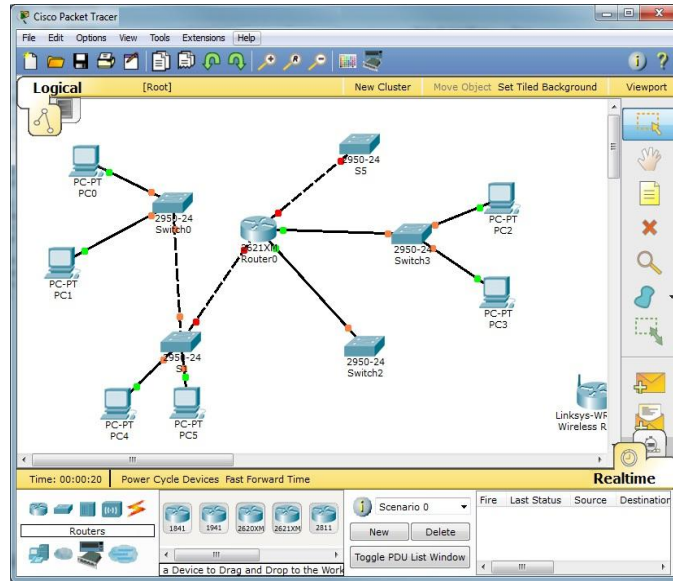 Cisco Packet Tracer
File Edit Options View Tools Extensions Help
Logical [Root] New Cluster Move Object Set Tiled Background Viewport
2950-24
S5
PC-PT
PC0
2950-24
Switch0
PC-PT
PC2
2621XM
Router0
2950-24
Switch3
PC-PT
PC1
PC-PT
PC3
2950-24
2950-24
Switch2
PC-PT
PC4
PC-PT
PC5
Linksys-WR
Wireless R
Time: 00:00:20 Power Cycle Devices Fast Forward Time Realtime
Routers
1841 1941 2620XM 2621XM 2811
a Device to Drag and Drop to the Work
Scenario 0
New Delete
Toggle PDU List Window
Fire Last Status Source Destination